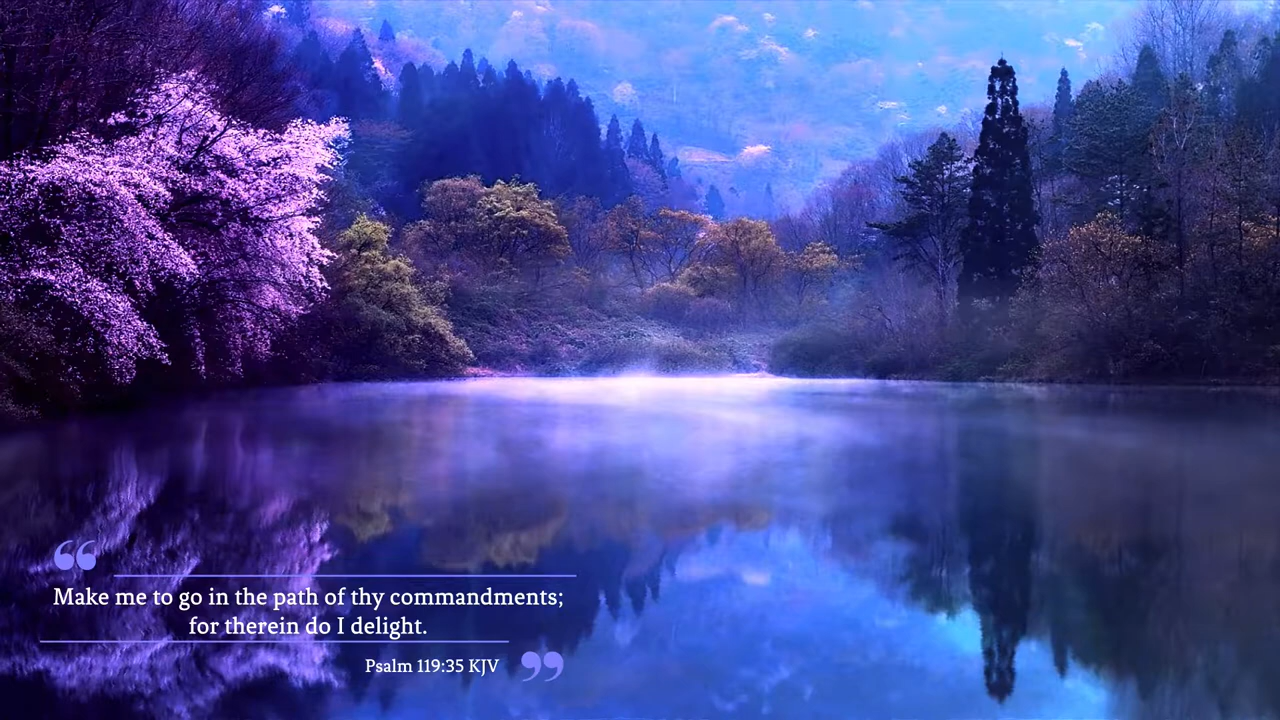 “
Make me to go in the path of thy commandments;
for therein do I delight.
Psalm 119:35 KJV ”